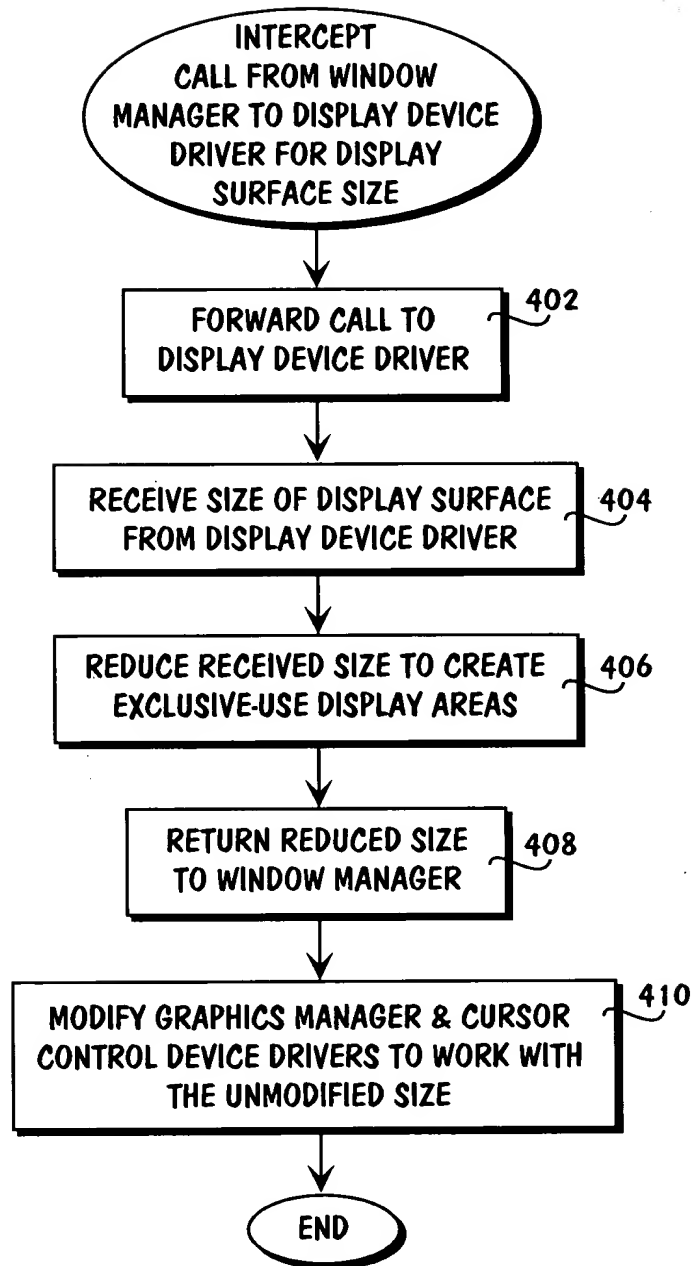 INTERCEPT
CALL FROM WINDOW
MANAGER TO DISPLAY DEVICE
DRIVER FOR DISPLAY
SURFACE SIZE
FORWARD CALL TO
DISPLAY DEVICE DRIVER
402
RECEIVE SIZE OF DISPLAY SURFACE
FROM DISPLAY DEVICE DRIVER
404
REDUCE RECEIVED SIZE TO CREATE
EXCLUSIVE-USE DISPLAY AREAS
406
RETURN REDUCED SIZE
TO WINDOW MANAGER
408
MODIFY GRAPHICS MANAGER & CURSOR
CONTROL DEVICE DRIVERS TO WORK WITH
THE UNMODIFIED SIZE
410
END